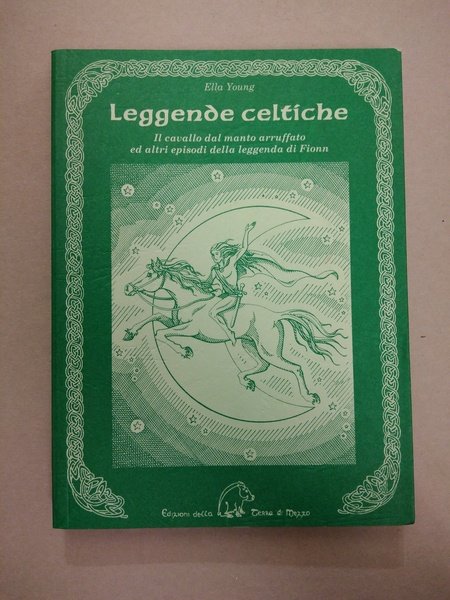 Ella Young
Leggende celtiche
Il cavallo dal manto arruffato
ed altri episodi della leggenda di Fionn
Edizioni della Terra di Mezzo